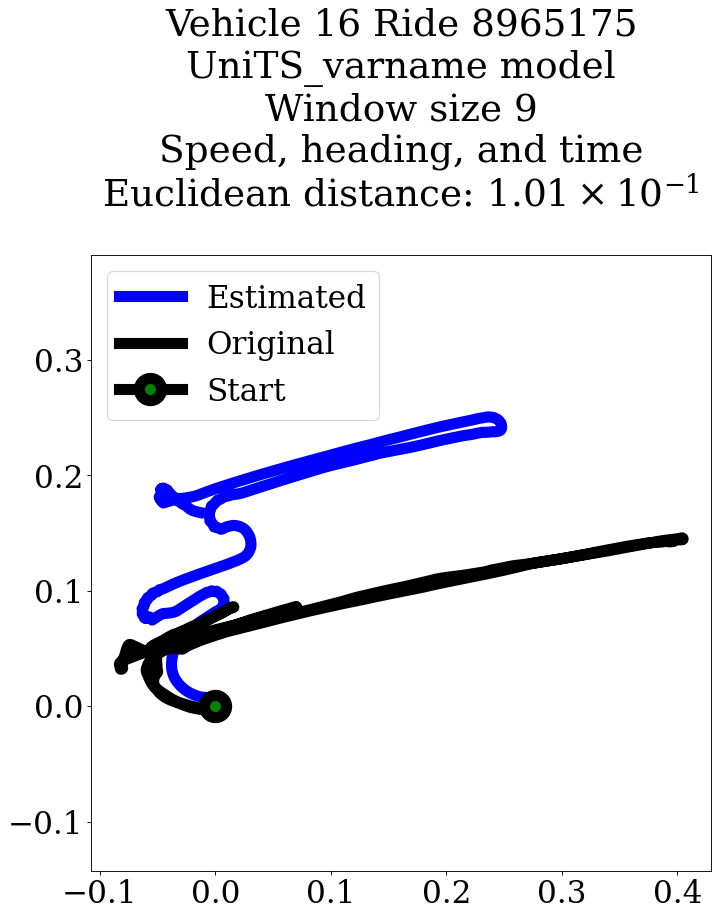 Vehicle 16 Ride 8965175
UniTS_varname model
Window size 9
Speed, heading, and time
Euclidean distance: 1.01 × 10⁻¹
Estimated
Original
Start
0.3
0.2
0.1
0.0
−0.1
−0.1 0.0 0.1 0.2 0.3 0.4